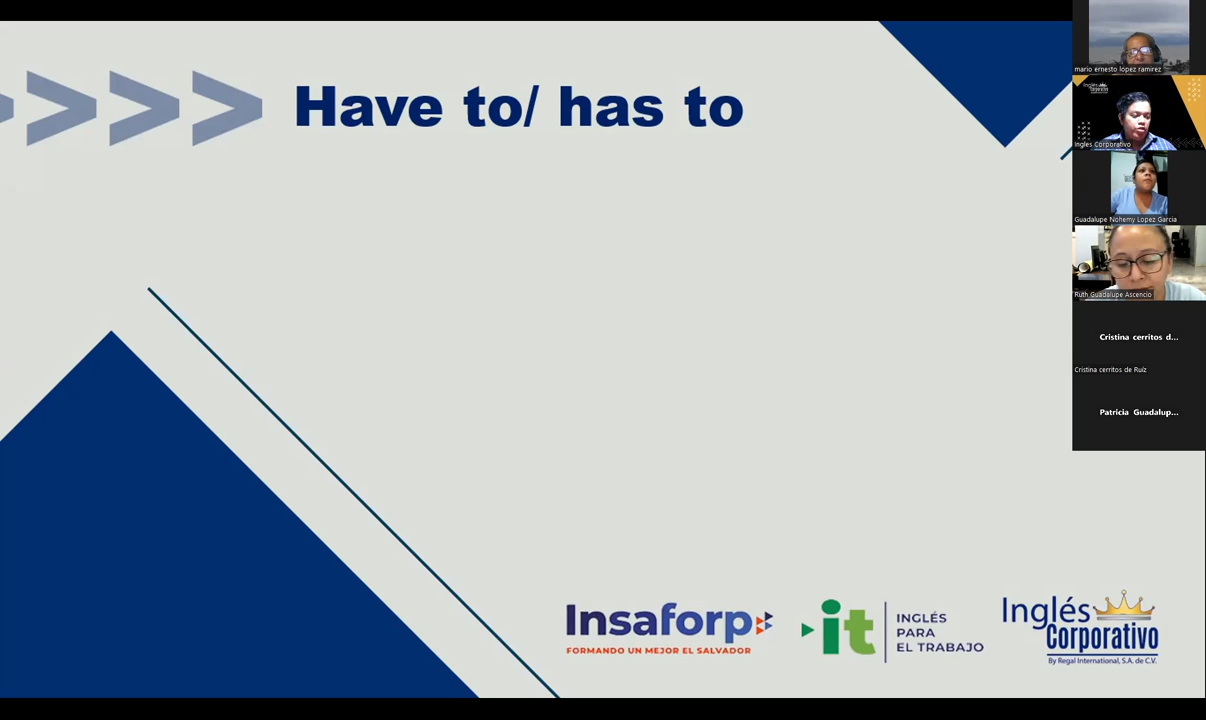 Have to/ has to
mario ernesto lópez ramirez
Ingles Corporativo
Guadalupe Nohemy Lopez Garcia
Ruth Guadalupe Ascencio
Cristina cerritos d...
Cristina cerritos de Ruíz
Patricia Guadalup...
Insaforp
FORMANDO UN MEJOR EL SALVADOR
it
INGLÉS
PARA
EL TRABAJO
Inglés
Corporativo
By Regal International, S.A. de C.V.